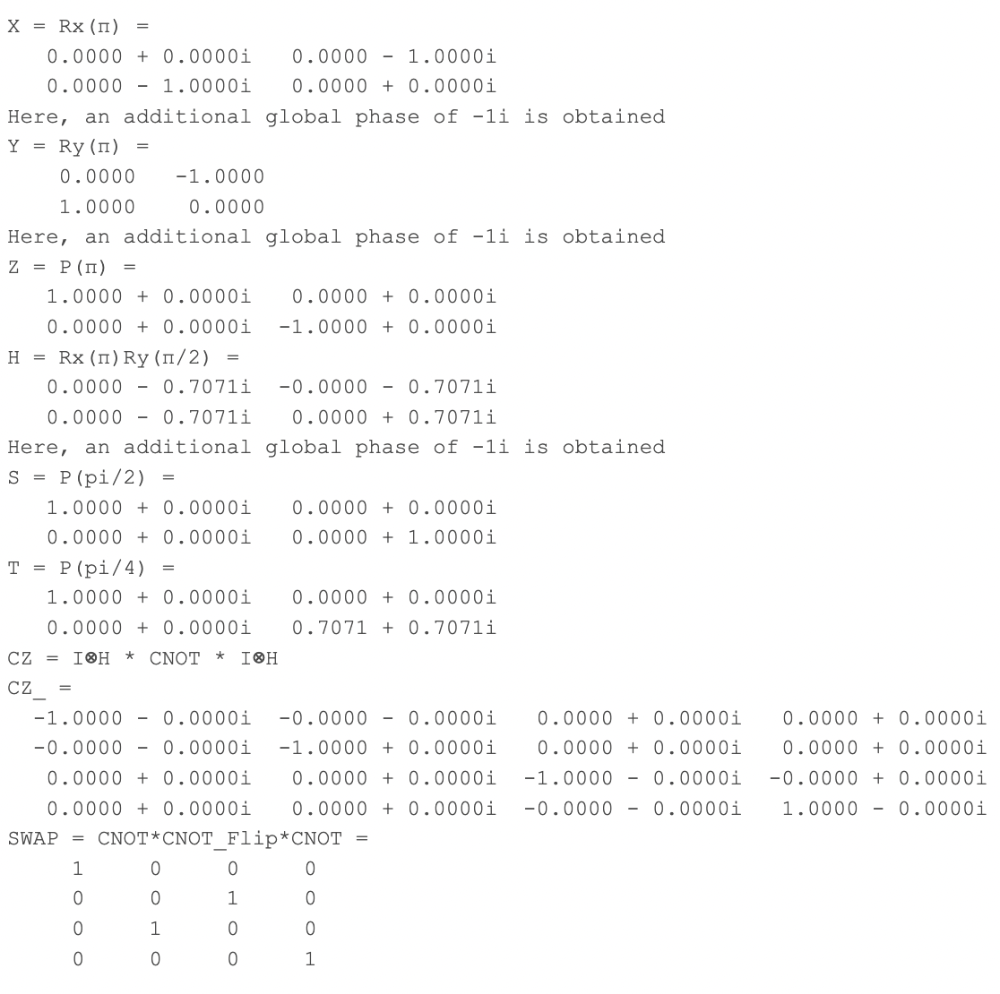 X = Rx(π) =
   0.0000 + 0.0000i   0.0000 - 1.0000i
   0.0000 - 1.0000i   0.0000 + 0.0000i
Here, an additional global phase of -1i is obtained
Y = Ry(π) =
    0.0000   -1.0000
    1.0000    0.0000
Here, an additional global phase of -1i is obtained
Z = P(π) =
   1.0000 + 0.0000i   0.0000 + 0.0000i
   0.0000 + 0.0000i  -1.0000 + 0.0000i
H = Rx(π)Ry(π/2) =
   0.0000 - 0.7071i  -0.0000 - 0.7071i
   0.0000 - 0.7071i   0.0000 + 0.7071i
Here, an additional global phase of -1i is obtained
S = P(pi/2) =
   1.0000 + 0.0000i   0.0000 + 0.0000i
   0.0000 + 0.0000i   0.0000 + 1.0000i
T = P(pi/4) =
   1.0000 + 0.0000i   0.0000 + 0.0000i
   0.0000 + 0.0000i   0.7071 + 0.7071i
CZ = I⊗H * CNOT * I⊗H
CZ_ =
  -1.0000 - 0.0000i  -0.0000 - 0.0000i   0.0000 + 0.0000i   0.0000 + 0.0000i
  -0.0000 - 0.0000i  -1.0000 + 0.0000i   0.0000 + 0.0000i   0.0000 + 0.0000i
   0.0000 + 0.0000i   0.0000 + 0.0000i  -1.0000 - 0.0000i  -0.0000 + 0.0000i
   0.0000 + 0.0000i   0.0000 + 0.0000i  -0.0000 - 0.0000i   1.0000 - 0.0000i
SWAP = CNOT*CNOT_Flip*CNOT =
     1     0     0     0
     0     0     1     0
     0     1     0     0
     0     0     0     1